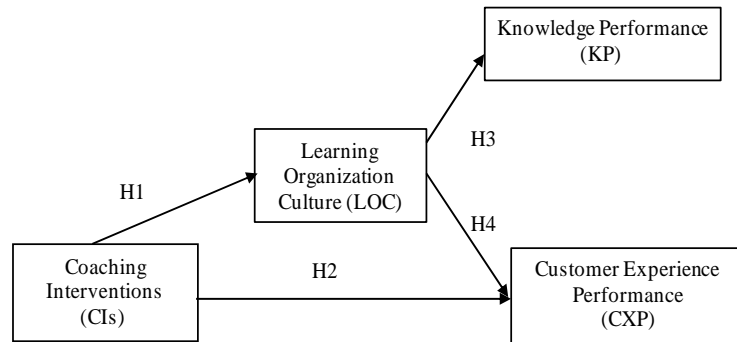 Knowledge Performance
(KP)
H3
Learning
Organization
Culture (LOC)
H1
H4
Coaching
Interventions
(CIs)
H2
Customer Experience
Performance
(CXP)